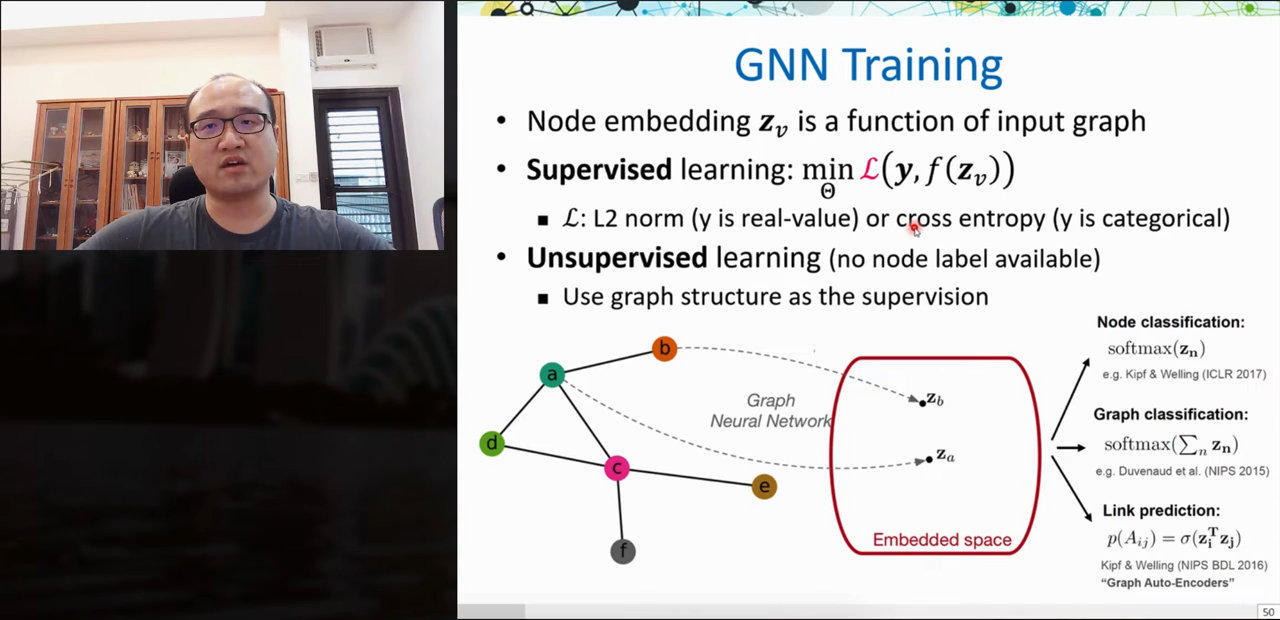 GNN Training
• Node embedding 𝒛ᵥ is a function of input graph
• Supervised learning: min ℒ(𝒚, f(𝐳ᵥ))
Θ
▪ ℒ: L2 norm (y is real-value) or cross entropy (y is categorical)
• Unsupervised learning (no node label available)
▪ Use graph structure as the supervision
a
b
c
d
e
f
Graph
Neural Network
z_b
z_a
Embedded space
Node classification:
softmax(z_n)
e.g. Kipf & Welling (ICLR 2017)
Graph classification:
softmax(∑_n z_n)
e.g. Duvenaud et al. (NIPS 2015)
Link prediction:
p(A_ij) = σ(z_i^T z_j)
Kipf & Welling (NIPS BDL 2016)
“Graph Auto-Encoders”
50